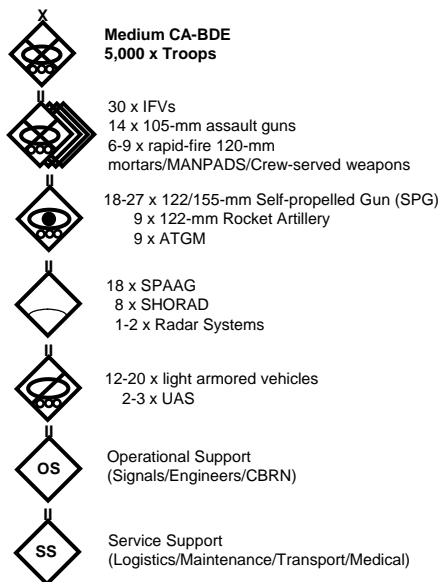 X
Medium CA-BDE
5,000 x Troops
II
30 x IFVs
14 x 105-mm assault guns
6-9 x rapid-fire 120-mm
mortars/MANPADS/Crew-served weapons
II
18-27 x 122/155-mm Self-propelled Gun (SPG)
9 x 122-mm Rocket Artillery
9 x ATGM
II
18 x SPAAG
8 x SHORAD
1-2 x Radar Systems
II
12-20 x light armored vehicles
2-3 x UAS
II
OS
Operational Support
(Signals/Engineers/CBRN)
II
SS
Service Support
(Logistics/Maintenance/Transport/Medical)